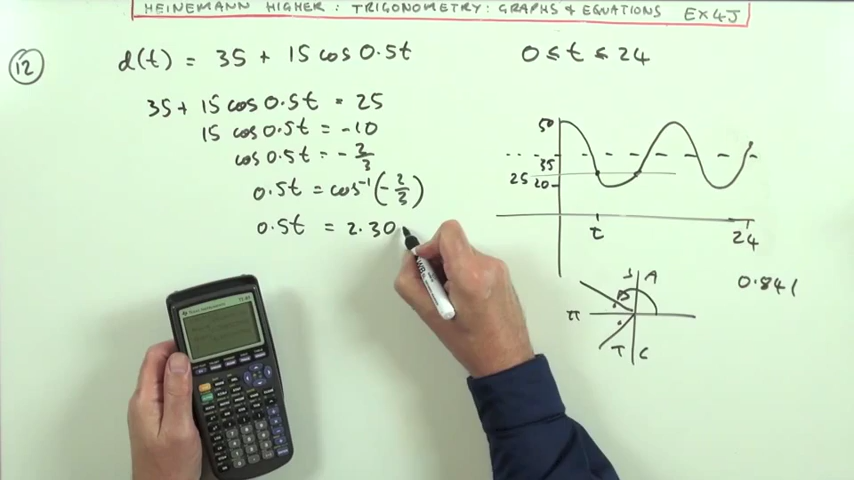 HEINEMANN HIGHER : TRIGONOMETRY: GRAPHS & EQUATIONS EX 4J
12
d(t) = 35 + 15 cos 0.5t 0 ≤ t ≤ 24
35 + 15 cos 0.5t = 25
15 cos 0.5t = -10
cos 0.5t = -2/3
0.5t = cos⁻¹(-2/3)
0.5t = 2.30
50
35
25 20
t 24
S A
π
T C
0.841